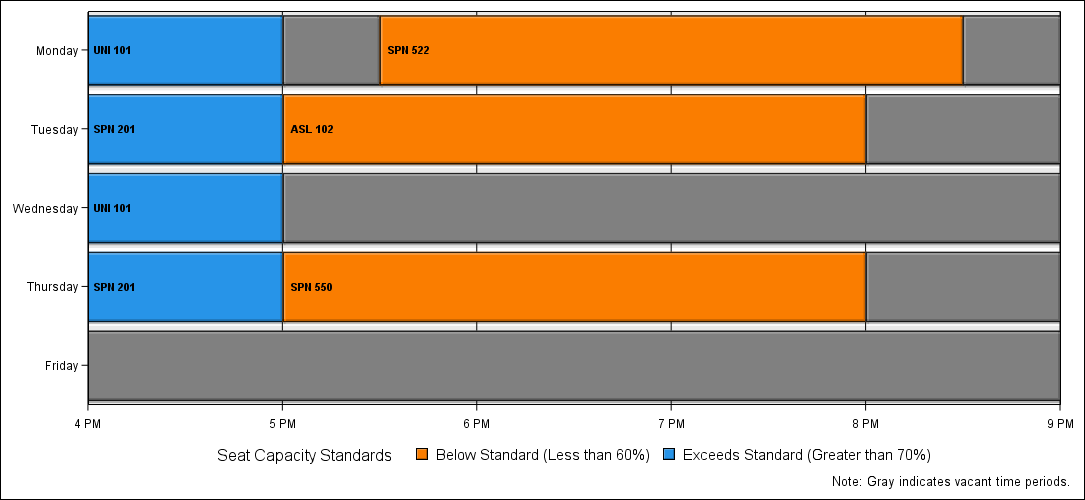 Monday UNI 101 SPN 522
Tuesday SPN 201 ASL 102
Wednesday UNI 101
Thursday SPN 201 SPN 550
Friday
4 PM 5 PM 6 PM 7 PM 8 PM 9 PM
Seat Capacity Standards Below Standard (Less than 60%) Exceeds Standard (Greater than 70%)
Note: Gray indicates vacant time periods.